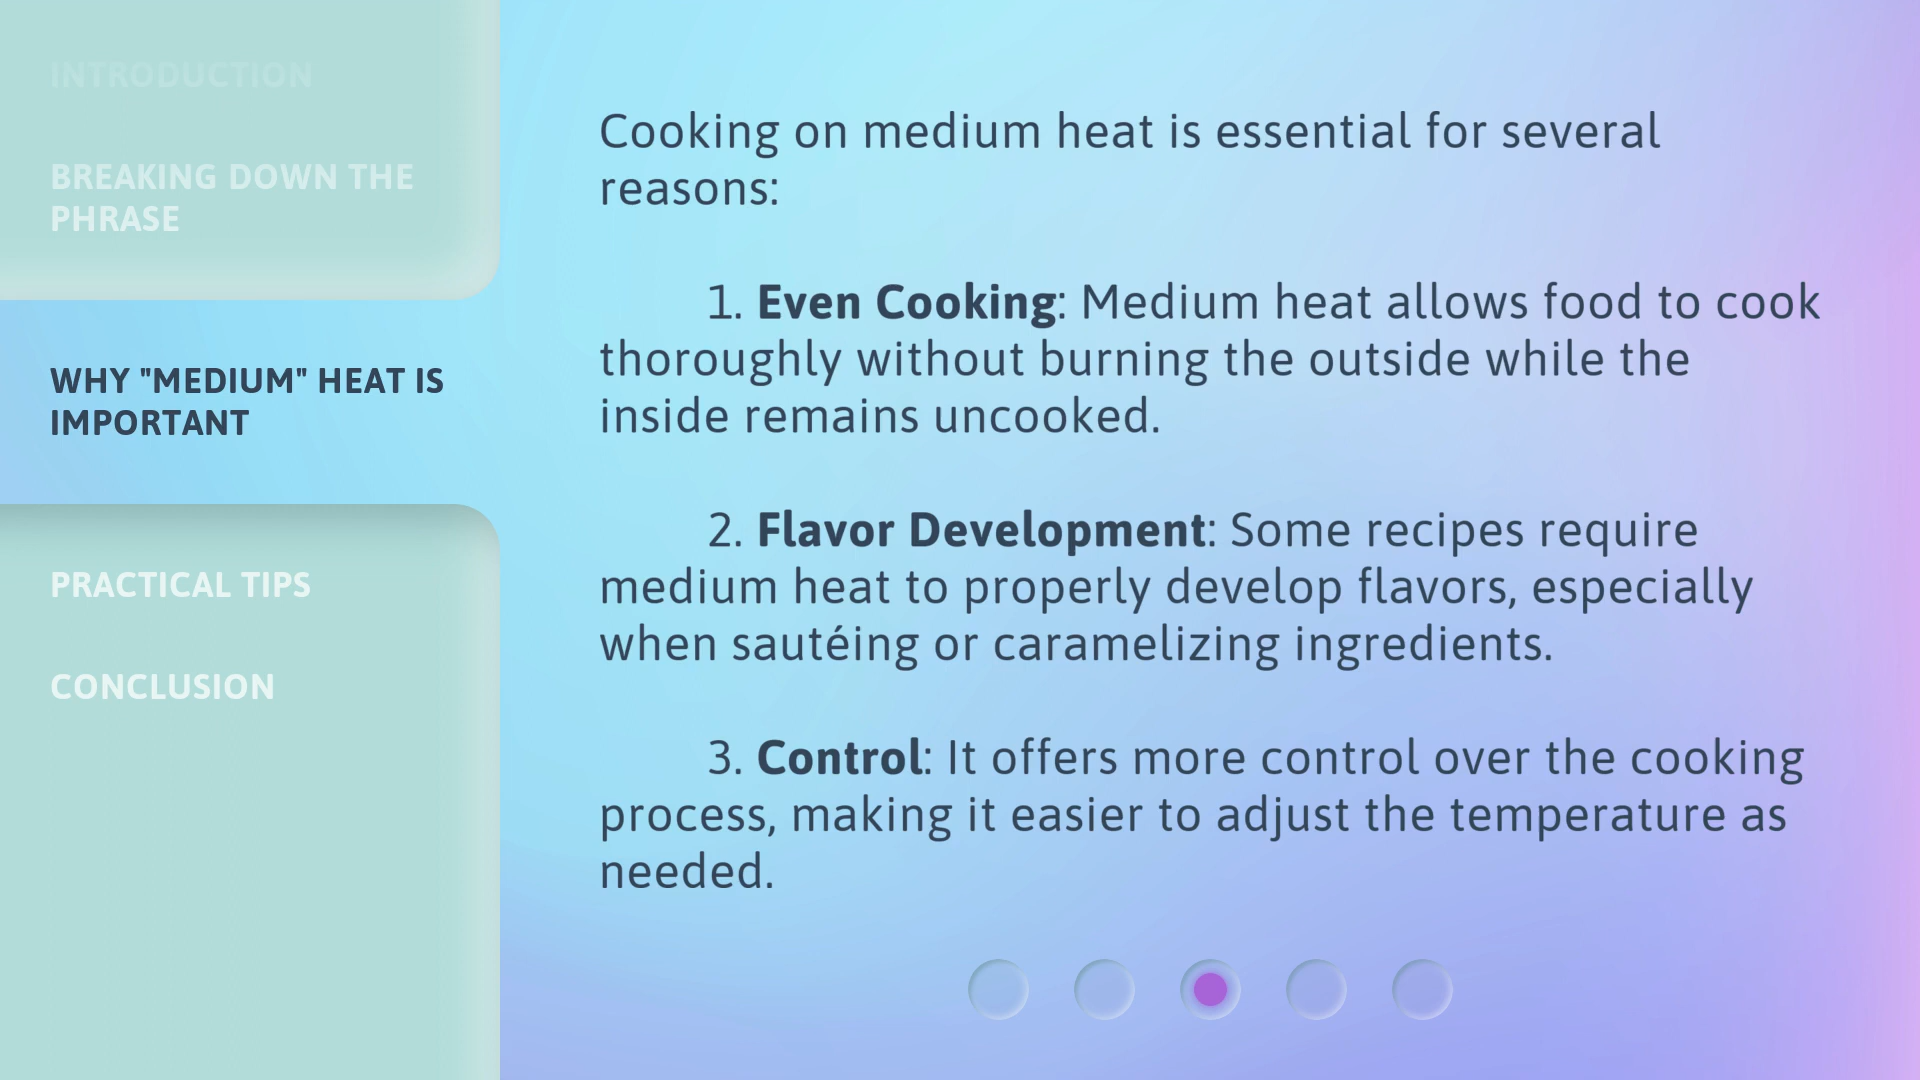 INTRODUCTION
BREAKING DOWN THE
PHRASE
WHY "MEDIUM" HEAT IS
IMPORTANT
PRACTICAL TIPS
CONCLUSION
Cooking on medium heat is essential for several
reasons:
1. Even Cooking: Medium heat allows food to cook
thoroughly without burning the outside while the
inside remains uncooked.
2. Flavor Development: Some recipes require
medium heat to properly develop flavors, especially
when sautéing or caramelizing ingredients.
3. Control: It offers more control over the cooking
process, making it easier to adjust the temperature as
needed.